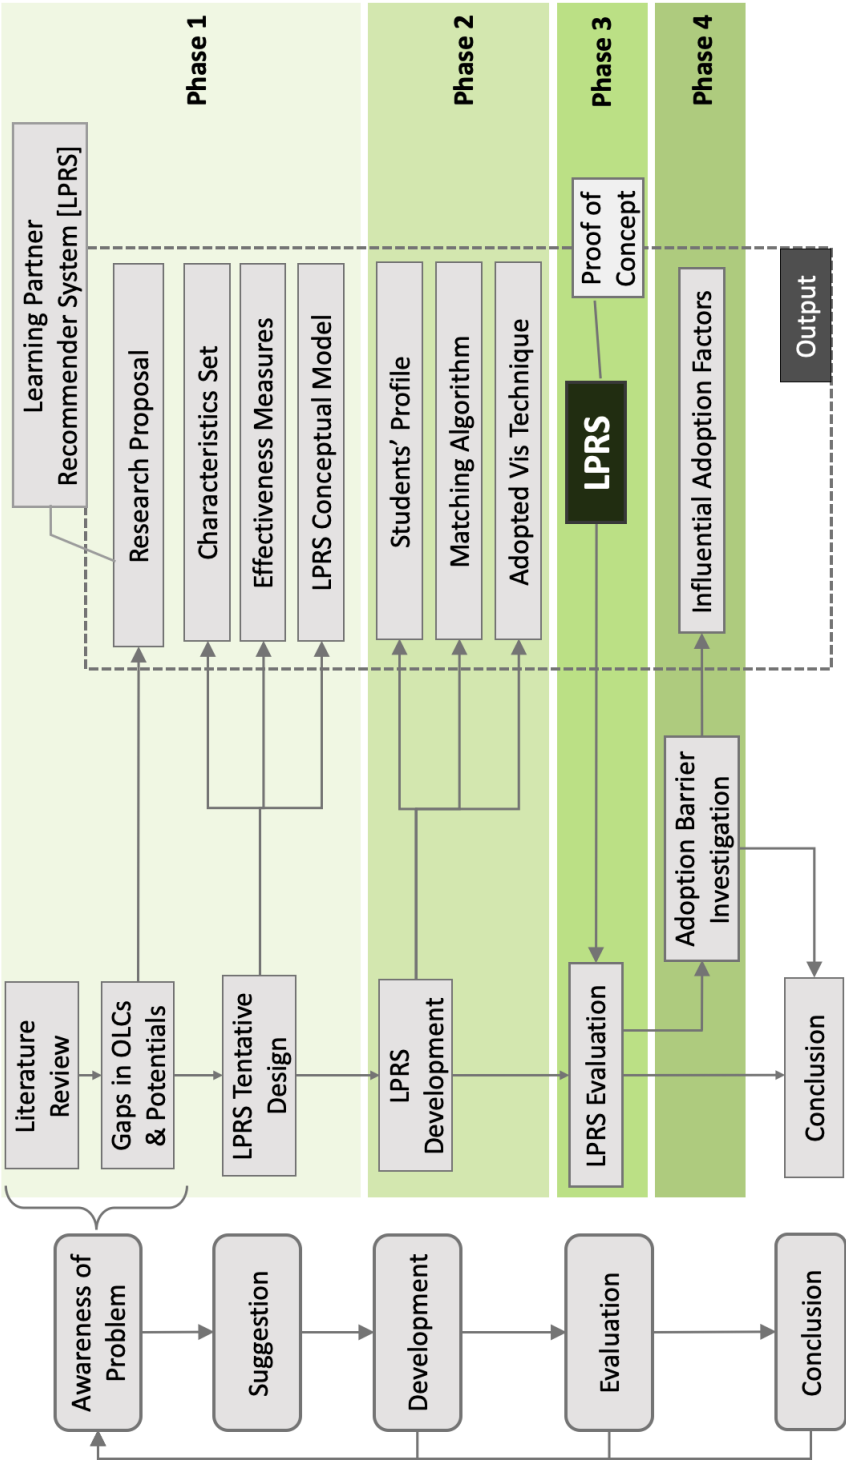 Awareness of
Problem
Suggestion
Development
Evaluation
Conclusion
Literature
Review
Gaps in OLCs
& Potentials
LPRS Tentative
Design
LPRS
Development
LPRS Evaluation
Adoption Barrier
Investigation
Conclusion
Learning Partner
Recommender System [LPRS]
Research Proposal
Characteristics Set
Effectiveness Measures
LPRS Conceptual Model
Students’ Profile
Matching Algorithm
Adopted Vis Technique
LPRS
Proof of
Concept
Influential Adoption Factors
Output
Phase 1
Phase 2
Phase 3
Phase 4